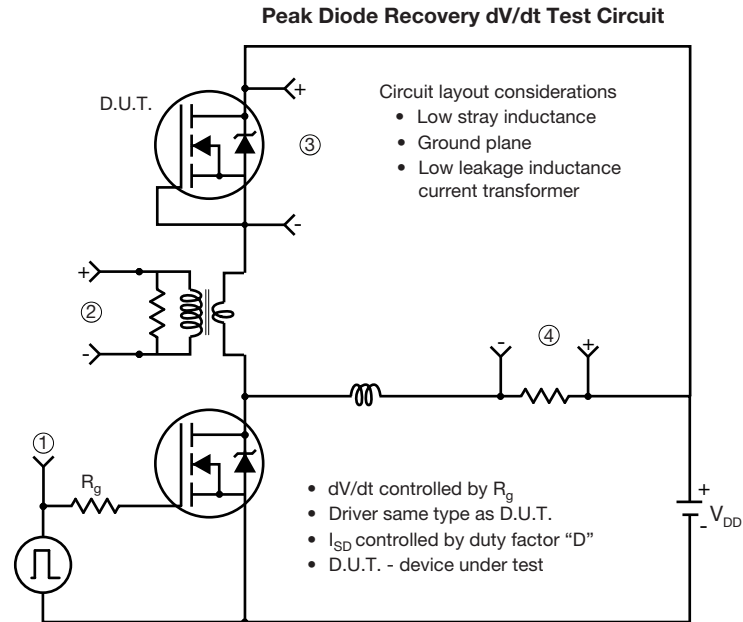 Peak Diode Recovery dV/dt Test Circuit
D.U.T.
+
③
-
Circuit layout considerations
• Low stray inductance
• Ground plane
• Low leakage inductance
current transformer
+
②
-
-
④
+
①
Rg
• dV/dt controlled by Rg
• Driver same type as D.U.T.
• ISD controlled by duty factor “D”
• D.U.T. - device under test
+
-
VDD